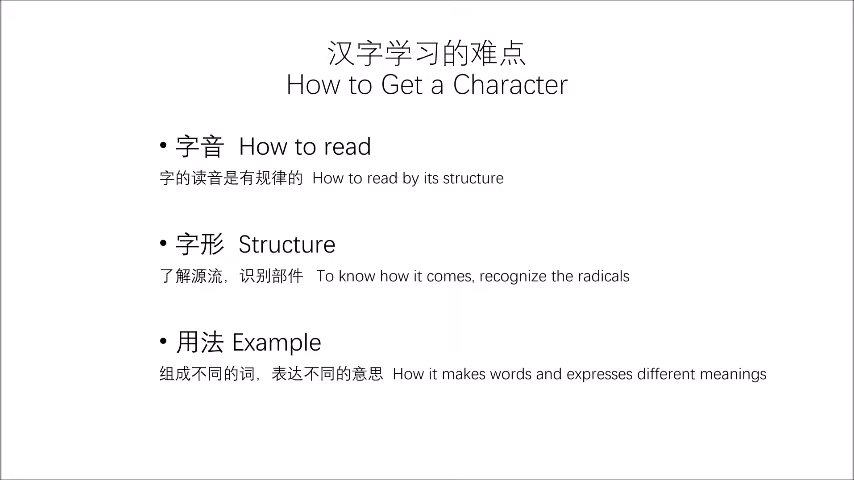 汉字学习的难点
How to Get a Character
• 字音 How to read
字的读音是有规律的 How to read by its structure
• 字形 Structure
了解源流，识别部件 To know how it comes, recognize the radicals
• 用法 Example
组成不同的词，表达不同的意思 How it makes words and expresses different meanings